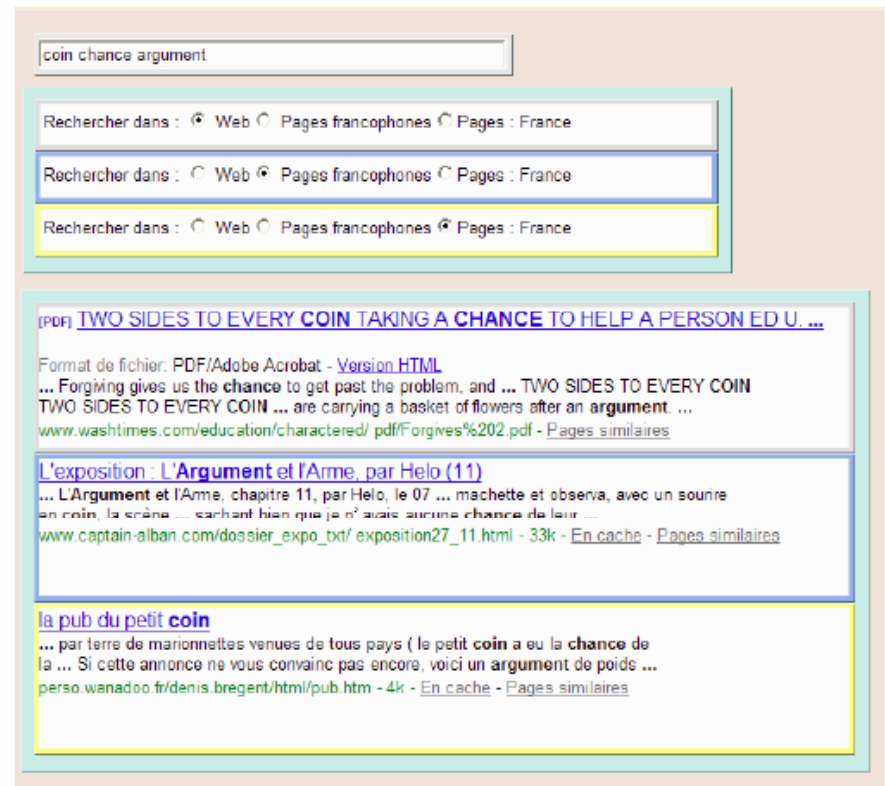 coin chance argument
Rechercher dans : Web Pages francophones Pages : France
Rechercher dans : Web Pages francophones Pages : France
Rechercher dans : Web Pages francophones Pages : France
[PDF] TWO SIDES TO EVERY COIN TAKING A CHANCE TO HELP A PERSON ED U. ...
Format de fichier: PDF/Adobe Acrobat - Version HTML
... Forgiving gives us the chance to get past the problem, and ... TWO SIDES TO EVERY COIN
TWO SIDES TO EVERY COIN ... are carrying a basket of flowers after an argument. ...
www.washtimes.com/education/charactered/ pdf/Forgives%202.pdf - Pages similaires
L'exposition : L'Argument et l'Arme, par Helo (11)
... L'Argument et l'Arme, chapitre 11, par Helo, le 07 ... machette et observa, avec un sourire
en coin, la scène ... sachant bien que je n' avais aucune chance de leur ...
www.captain-alban.com/dossier_expo_txt/ exposition27_11.html - 33k - En cache - Pages similaires
la pub du petit coin
... par terre de marionnettes venues de tous pays ( le petit coin a eu la chance de
la ... Si cette annonce ne vous convainc pas encore, voici un argument de poids ...
perso.wanadoo.fr/denis.bregent/html/pub.htm - 4k - En cache - Pages similaires